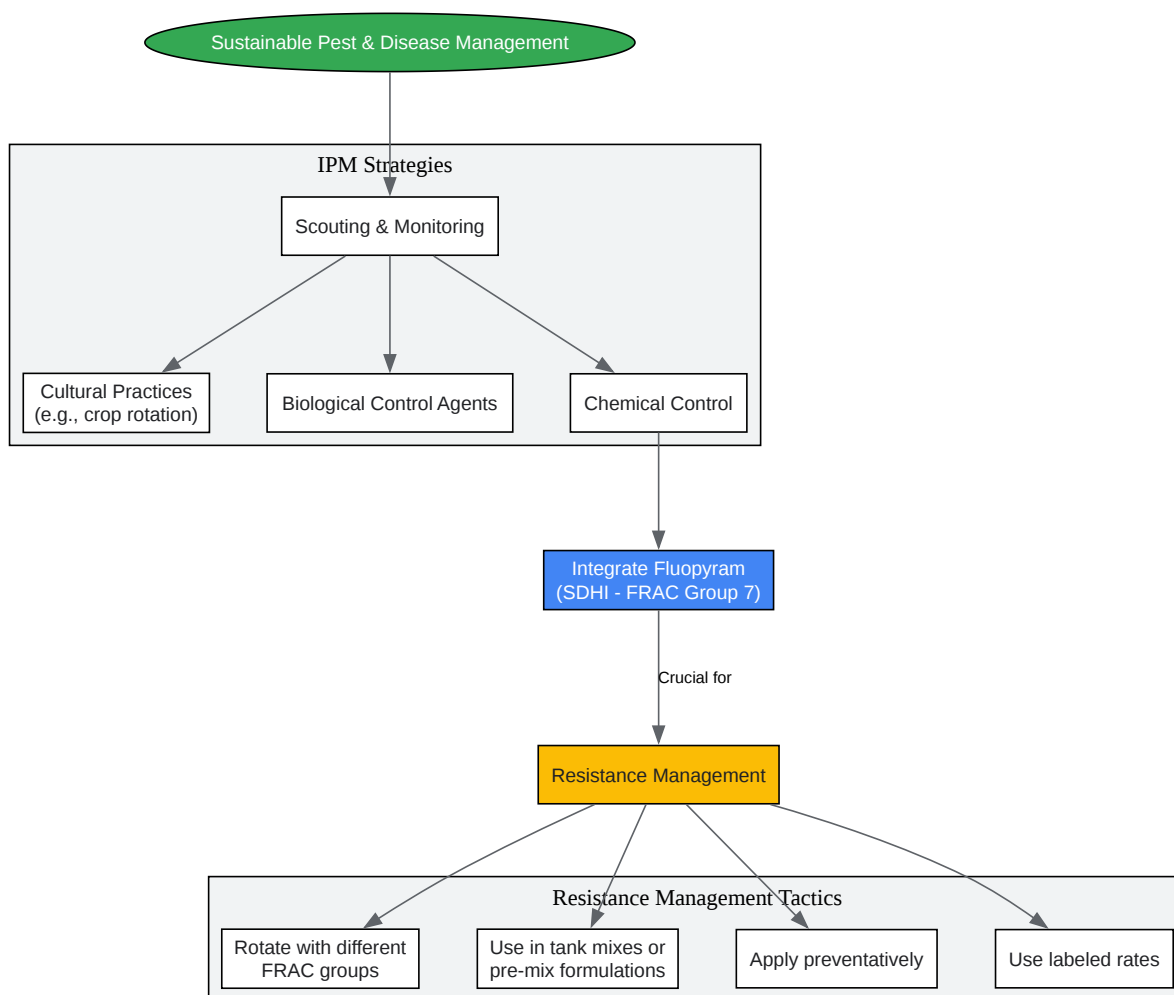 Sustainable Pest & Disease Management
IPM Strategies
Scouting & Monitoring
Cultural Practices
(e.g., crop rotation)
Biological Control Agents
Chemical Control
Integrate Fluopyram
(SDHI - FRAC Group 7)
Crucial for
Resistance Management
Resistance Management Tactics
Rotate with different
FRAC groups
Use in tank mixes or
pre-mix formulations
Apply preventatively
Use labeled rates